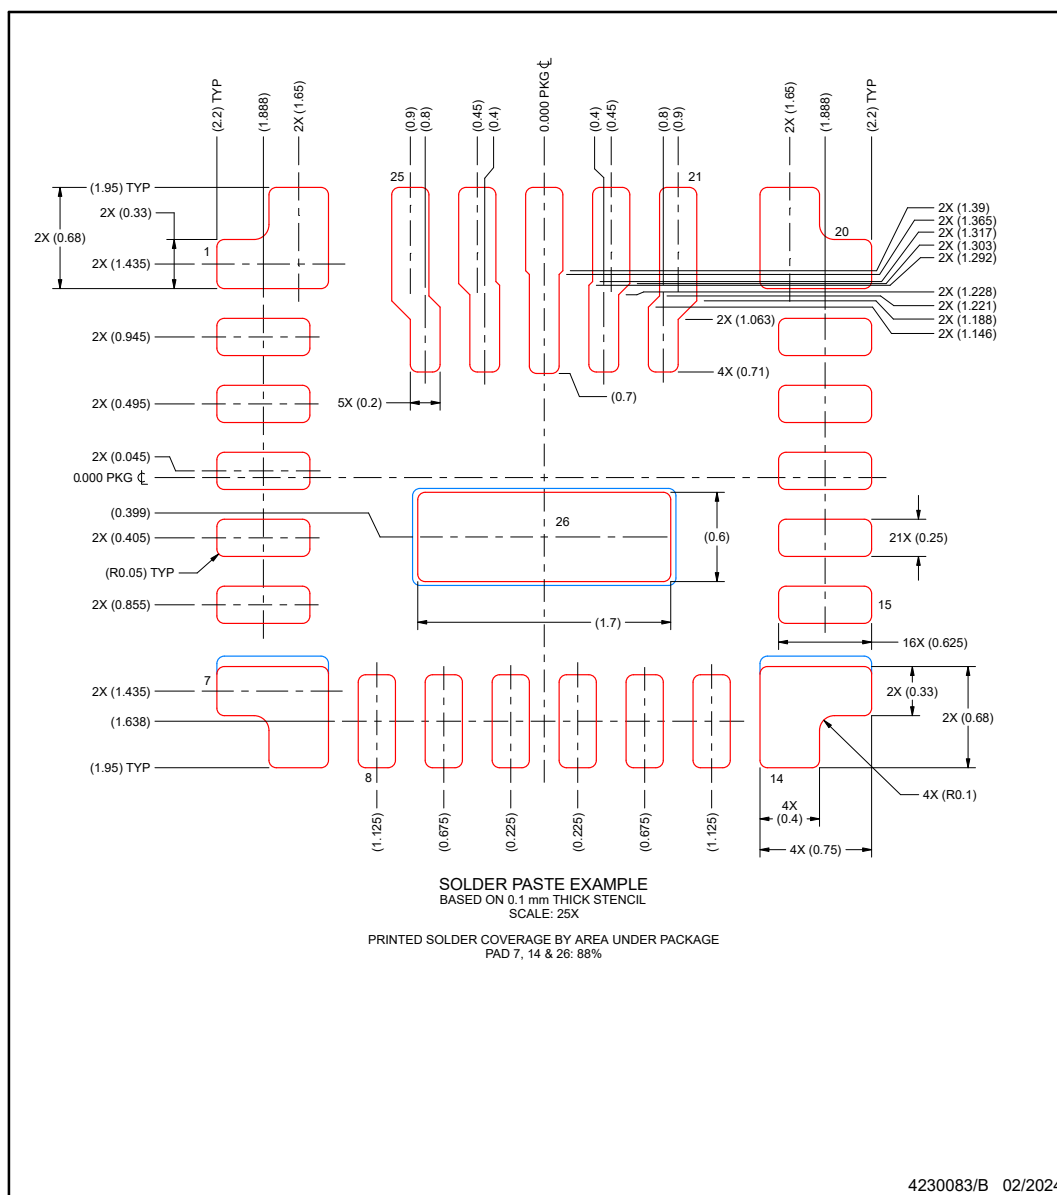 (2.2) TYP
(1.888)
2X (1.65)
(0.9)
(0.8)
(0.45)
(0.4)
0.000 PKG ℄
(0.4)
(0.45)
(0.8)
(0.9)
2X (1.65)
(1.888)
(2.2) TYP
25
21
(1.95) TYP
2X (0.33)
2X (0.68)
1
20
2X (1.435)
2X (1.39)
2X (1.365)
2X (1.317)
2X (1.303)
2X (1.292)
2X (1.228)
2X (1.221)
2X (1.188)
2X (1.146)
2X (1.063)
2X (0.945)
4X (0.71)
(0.7)
5X (0.2)
2X (0.495)
2X (0.045)
0.000 PKG ℄
(0.399)
26
(0.6)
2X (0.405)
21X (0.25)
(R0.05) TYP
2X (0.855)
15
(1.7)
16X (0.625)
7
2X (1.435)
2X (0.33)
2X (0.68)
(1.638)
(1.95) TYP
8
14
4X (R0.1)
4X
(0.4)
4X (0.75)
(1.125)
(0.675)
(0.225)
(0.225)
(0.675)
(1.125)
SOLDER PASTE EXAMPLE
BASED ON 0.1 mm THICK STENCIL
SCALE: 25X
PRINTED SOLDER COVERAGE BY AREA UNDER PACKAGE
PAD 7, 14 & 26: 88%
4230083/B 02/2024